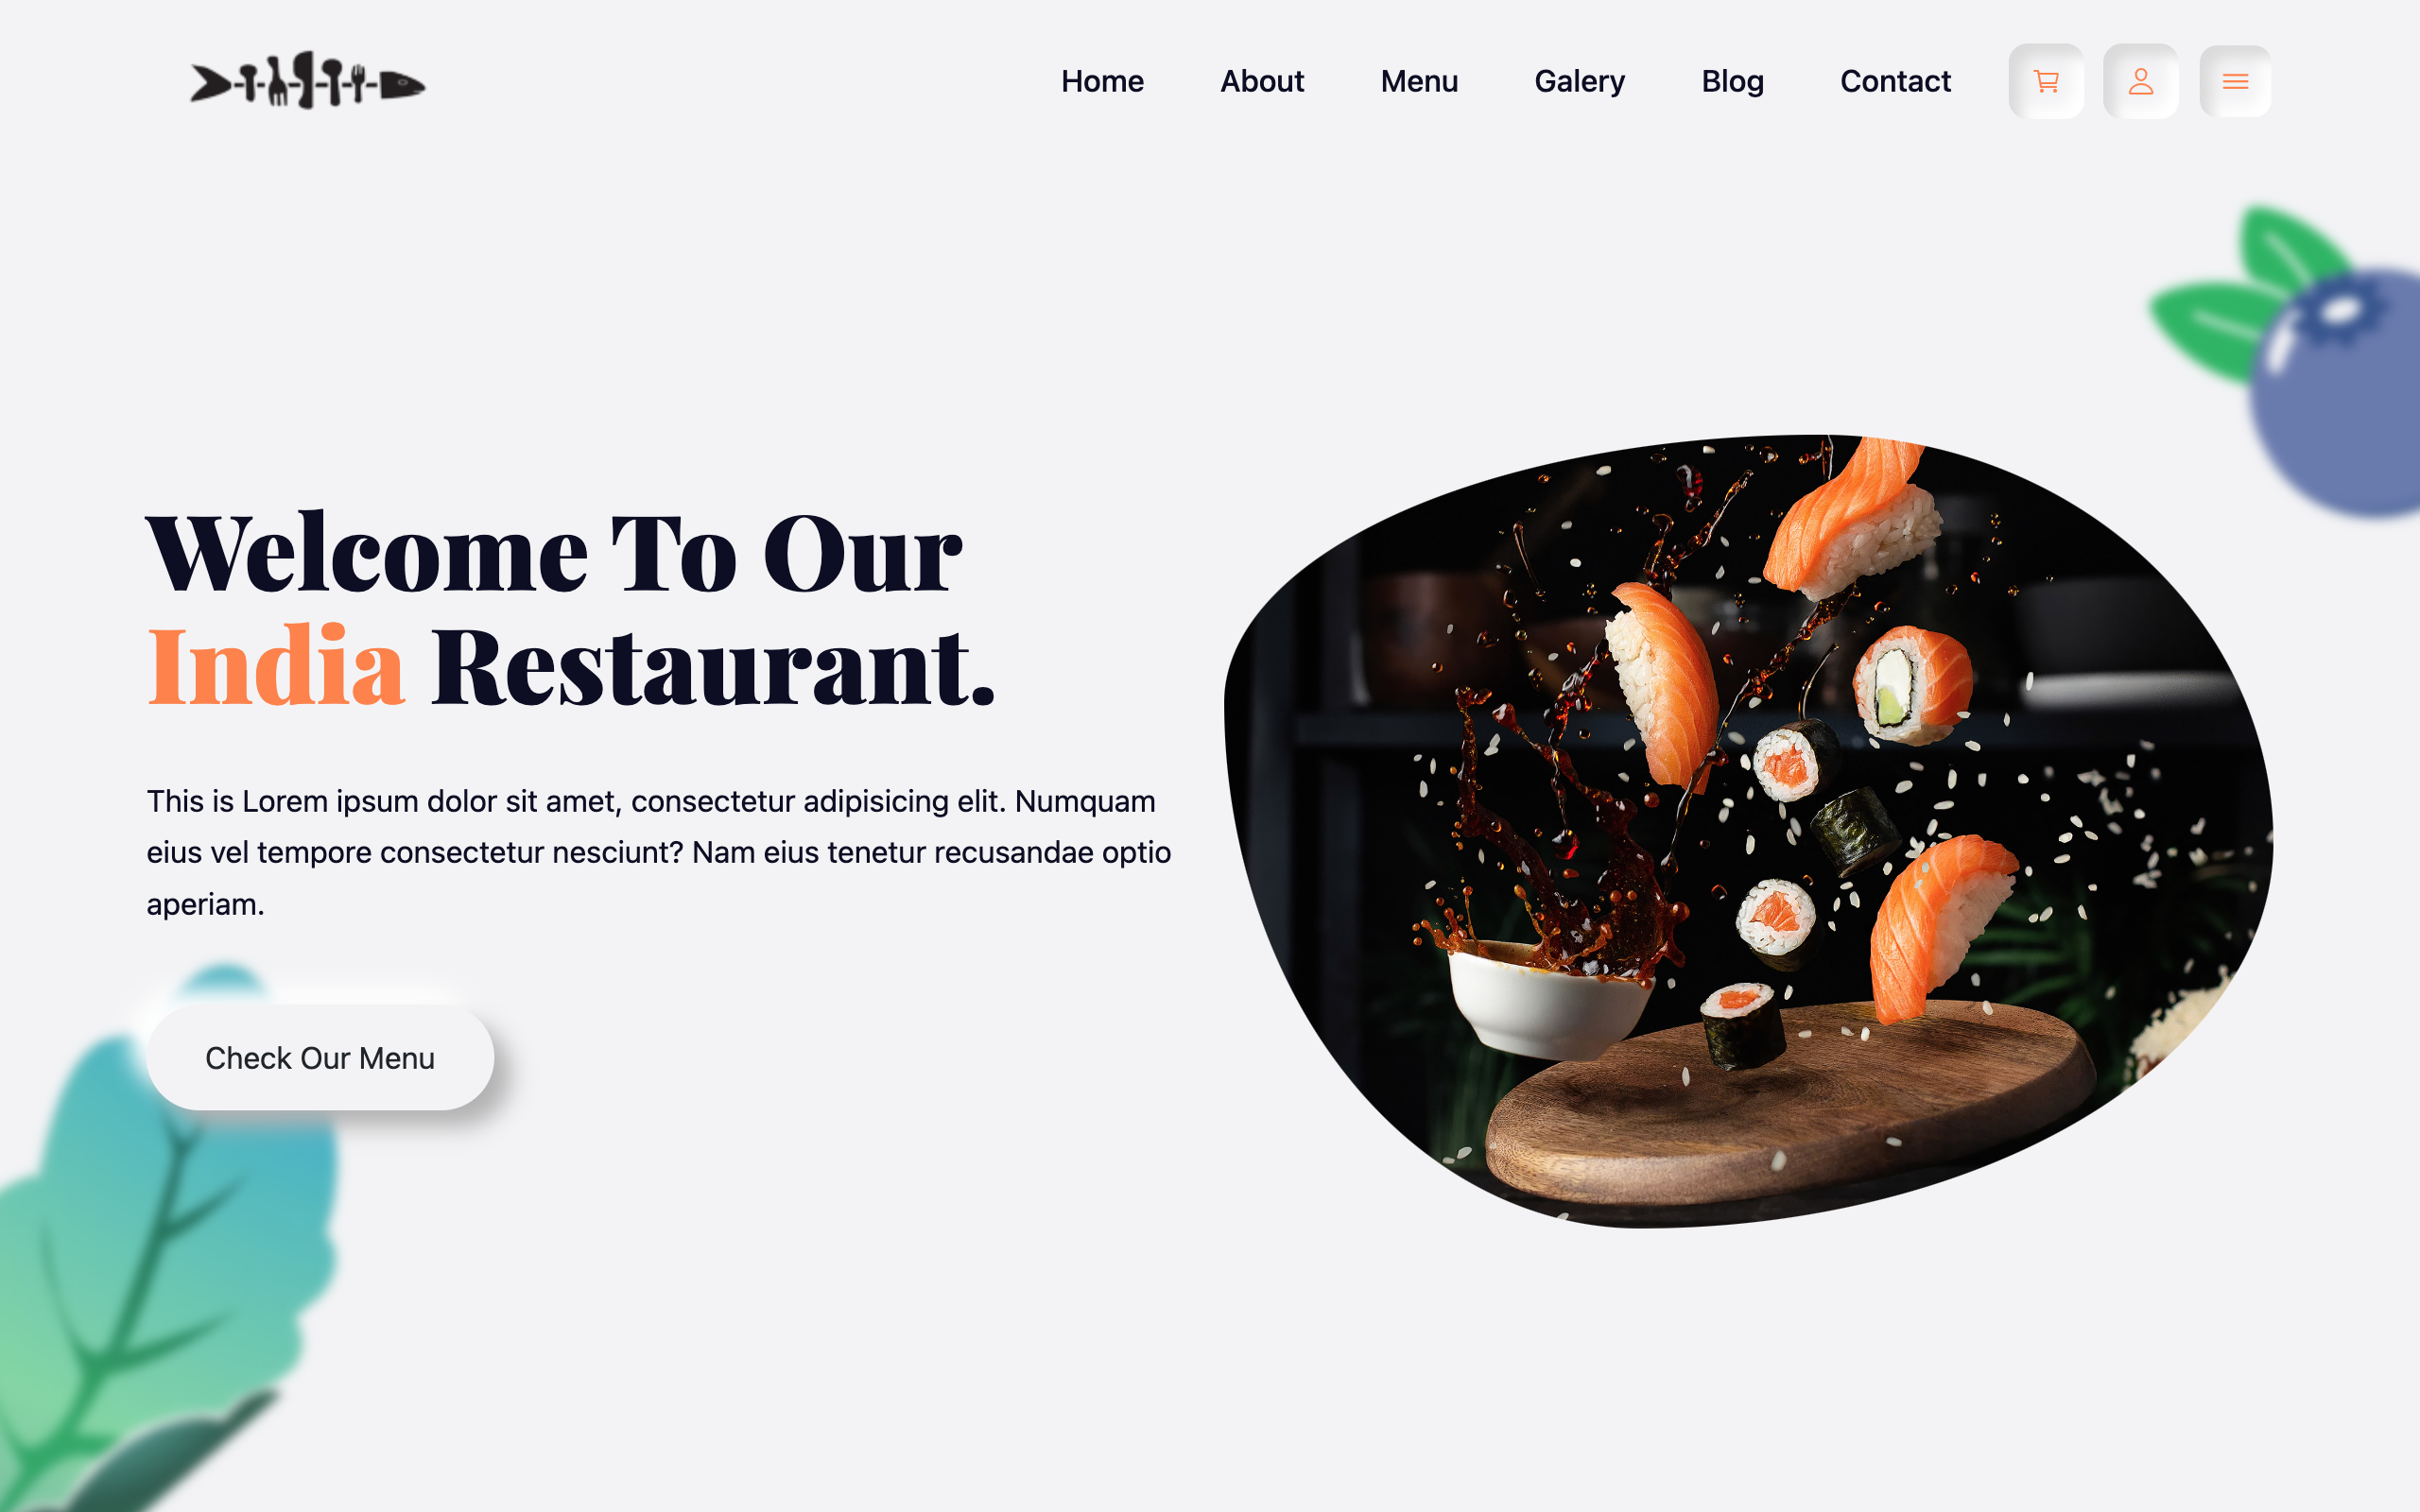 Home About Menu Galery Blog Contact
Welcome To Our
India Restaurant.
This is Lorem ipsum dolor sit amet, consectetur adipisicing elit. Numquam
eius vel tempore consectetur nesciunt? Nam eius tenetur recusandae optio
aperiam.
Check Our Menu